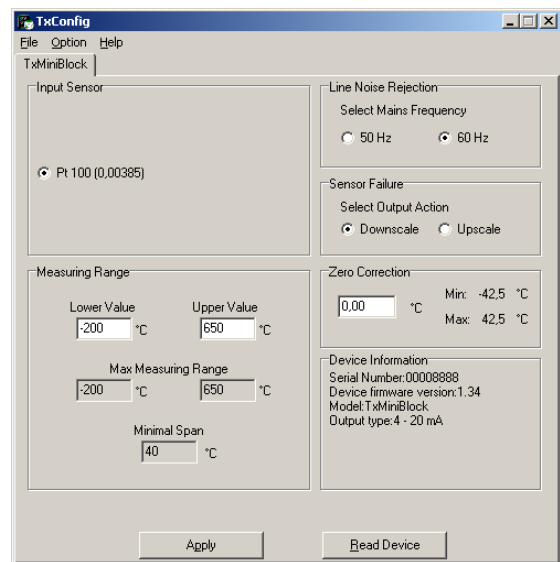 TxConfig
File Option Help
TxMiniBlock
Input Sensor
Pt 100 (0,00385)
Line Noise Rejection
Select Mains Frequency
50 Hz 60 Hz
Sensor Failure
Select Output Action
Downscale Upscale
Measuring Range
Lower Value Upper Value
-200 °C 650 °C
Max Measuring Range
-200 °C 650 °C
Minimal Span
40 °C
Zero Correction
0,00 °C Min: -42,5 °C
Max: 42,5 °C
Device Information
Serial Number:00008888
Device firmware version:1.34
Model:TxMiniBlock
Output type:4 - 20 mA
Apply Read Device